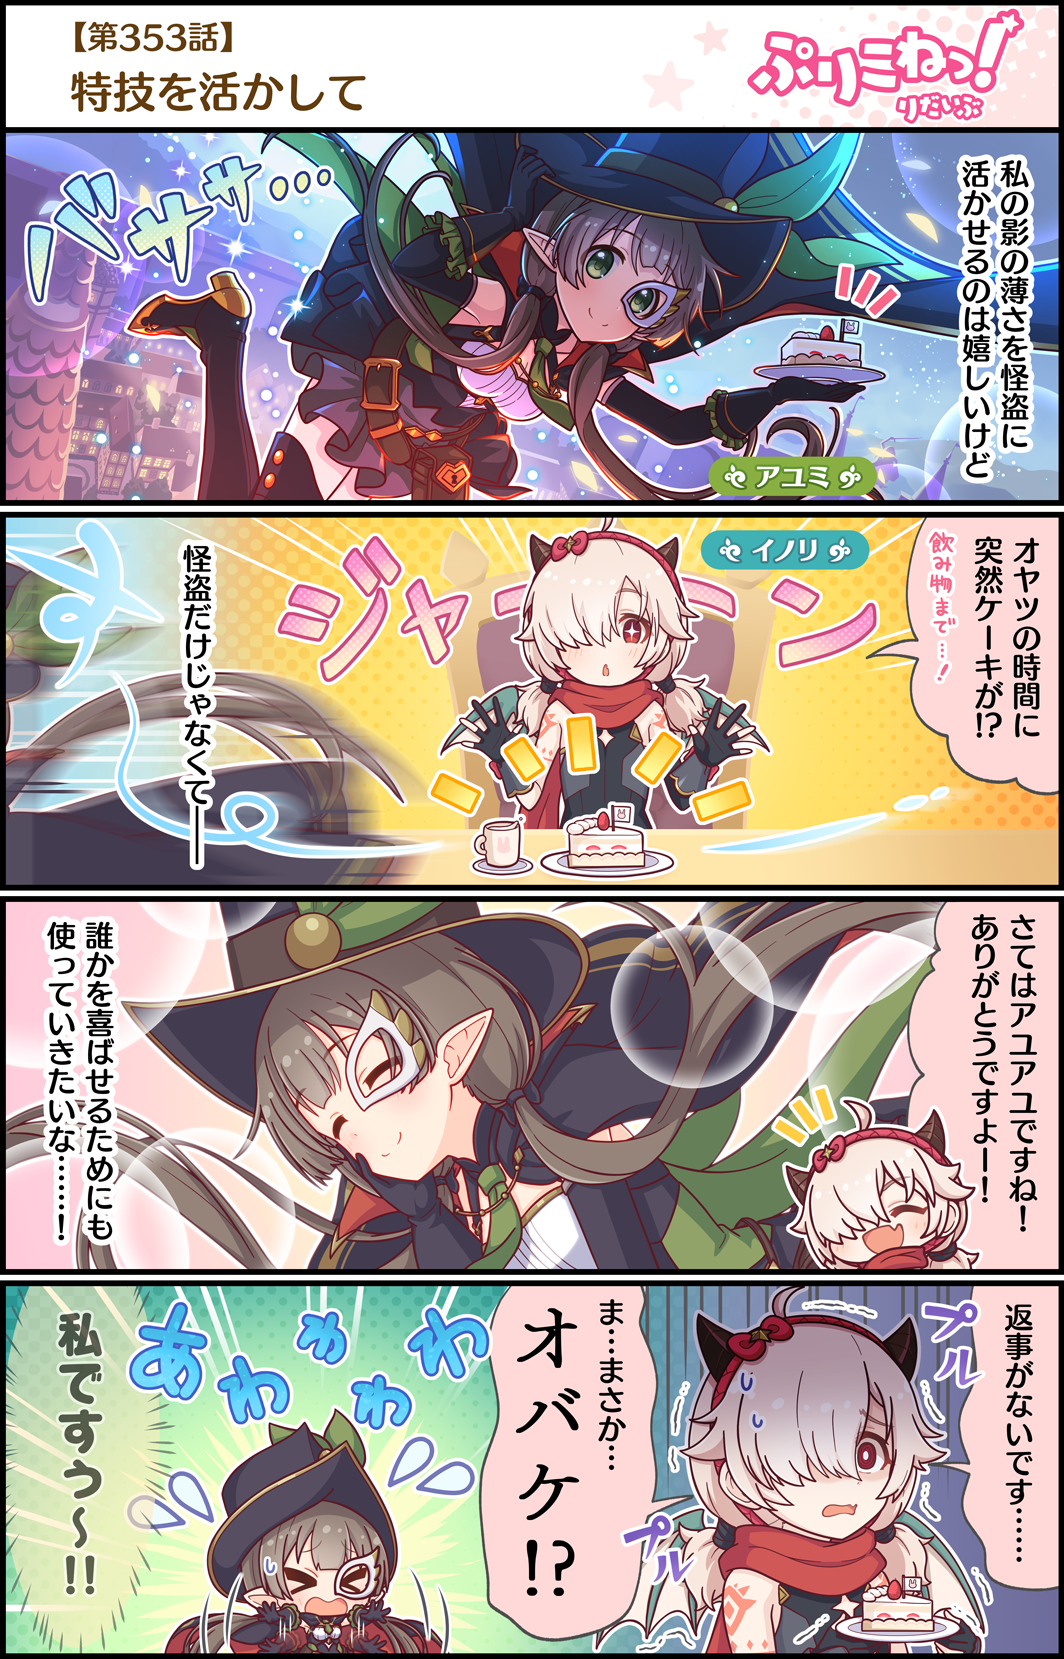 【第353話】
特技を活かして
ぷりこねっ!
りだいぶ
私の影の薄さを怪盗に
活かせるのは嬉しいけど
バサササ…
アユミ
オヤツの時間に
突然ケーキが!?
飲み物まで…!
イノリ
ジャーーン
怪盗だけじゃなくて――
さてはアユアユですね!
ありがとうですよー!
誰かを喜ばせるためにも
使っていきたいな……!
返事がないです……
プル
プル
ま…まさか…
オバケ!?
あわわわわ
私ですぅ〜!!